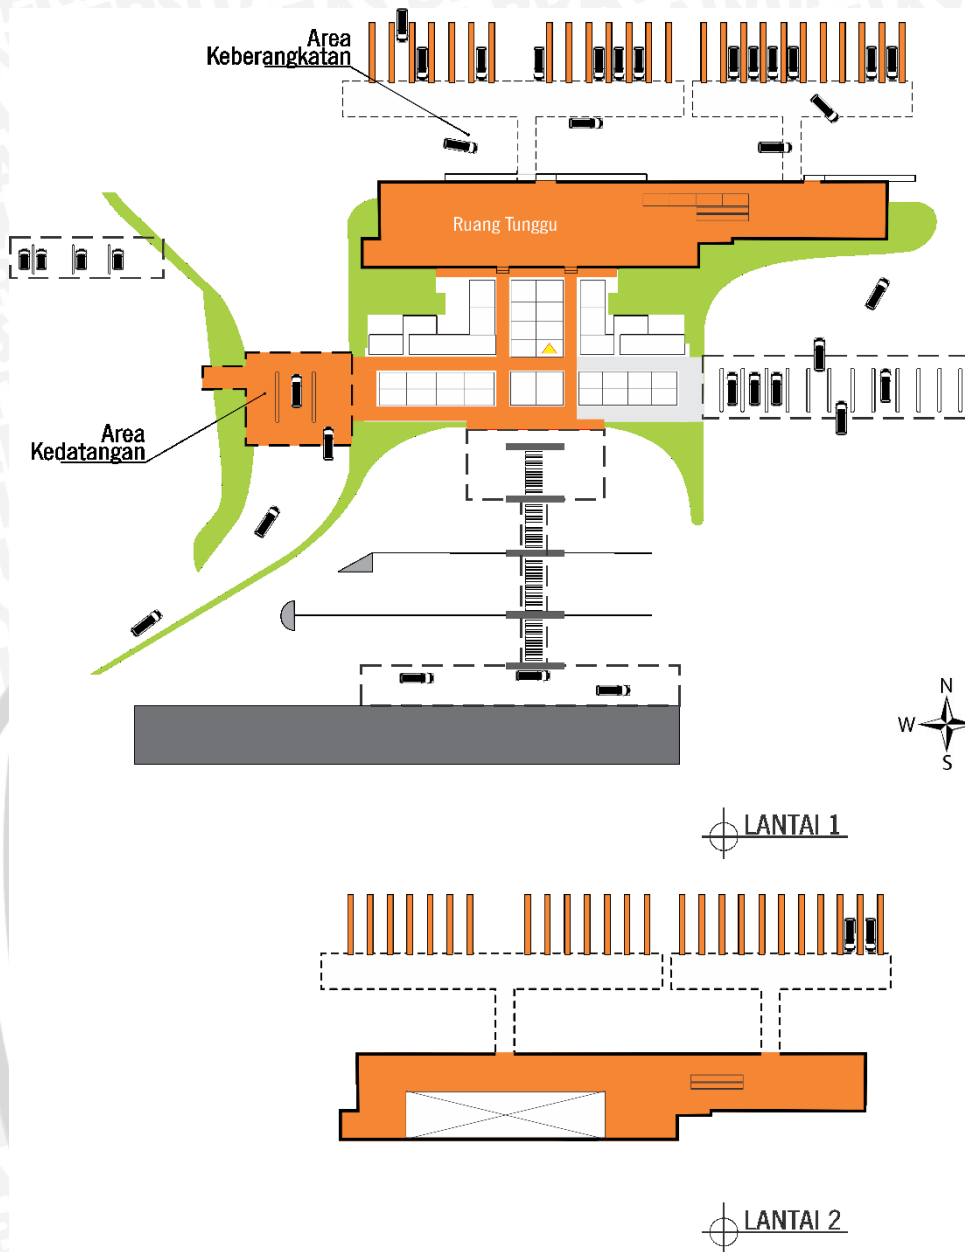 Area
Keberangkatan
Ruang Tunggu
Area
Kedatangan
N
W
S
LANTAI 1
LANTAI 2